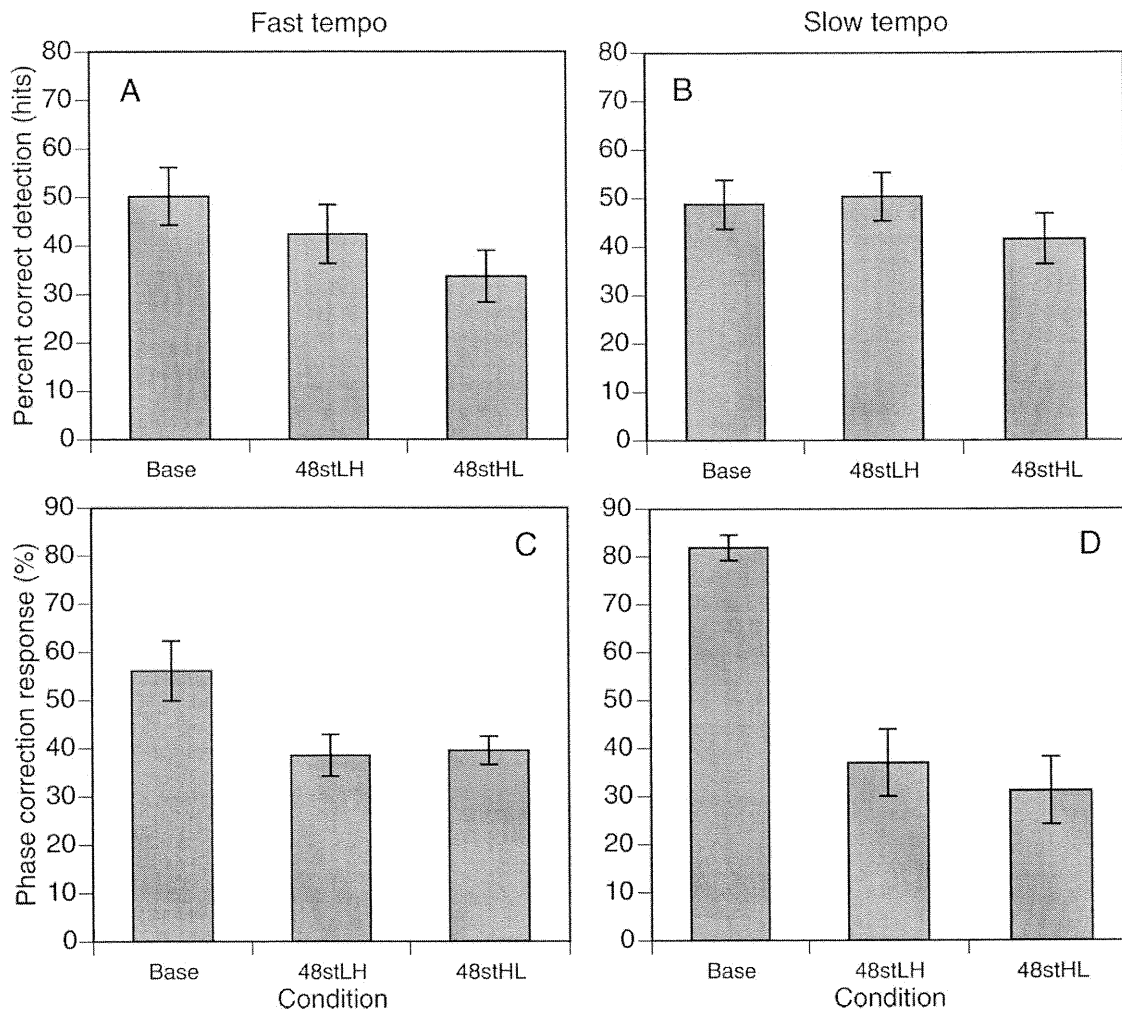 Fast tempo
Slow tempo
Percent correct detection (hits)
80
70
60
50
40
30
20
10
0
A
Base
48stLH
48stHL
80
70
60
50
40
30
20
10
0
B
Base
48stLH
48stHL
Phase correction response (%)
90
80
70
60
50
40
30
20
10
0
C
Base
48stLH
48stHL
Condition
90
80
70
60
50
40
30
20
10
0
D
Base
48stLH
48stHL
Condition